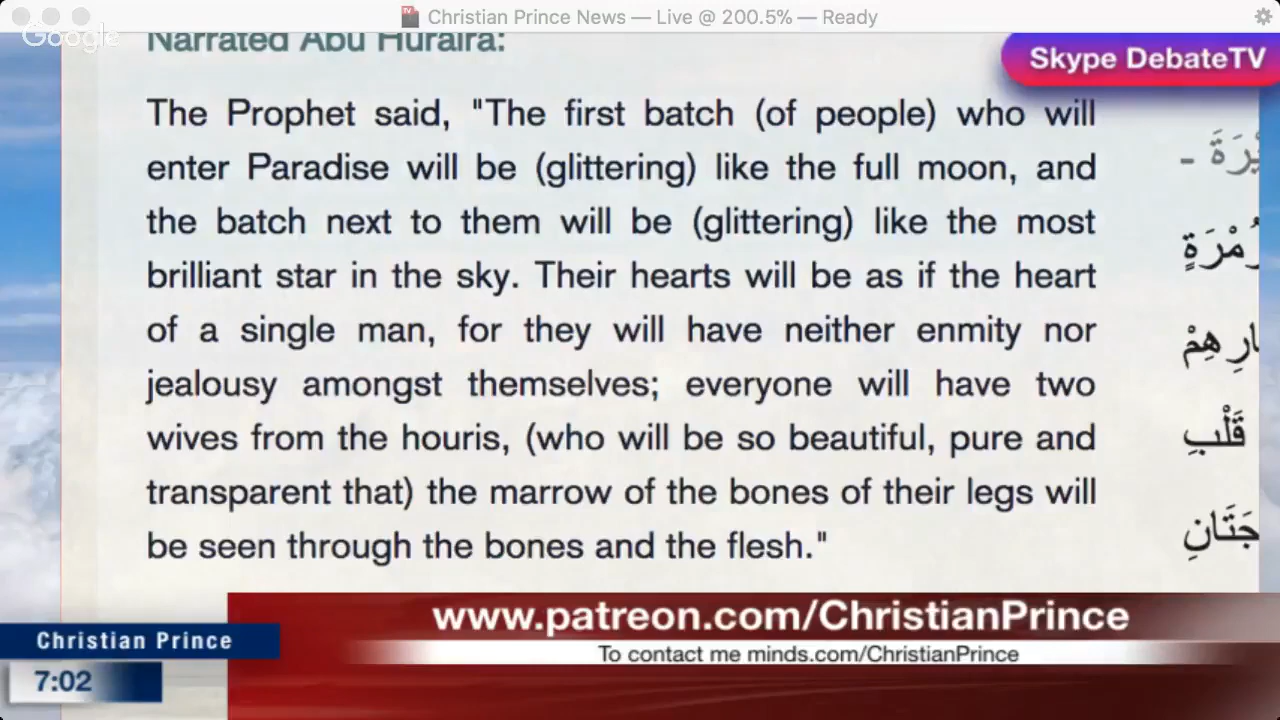 Christian Prince News — Live @ 200.5% — Ready
Google
Narrated Abu Huraira:
Skype DebateTV
The Prophet said, "The first batch (of people) who will
enter Paradise will be (glittering) like the full moon, and
the batch next to them will be (glittering) like the most
brilliant star in the sky. Their hearts will be as if the heart
of a single man, for they will have neither enmity nor
jealousy amongst themselves; everyone will have two
wives from the houris, (who will be so beautiful, pure and
transparent that) the marrow of the bones of their legs will
be seen through the bones and the flesh."
قَلْبِ
www.patreon.com/ChristianPrince
To contact me minds.com/ChristianPrince
Christian Prince
7:02